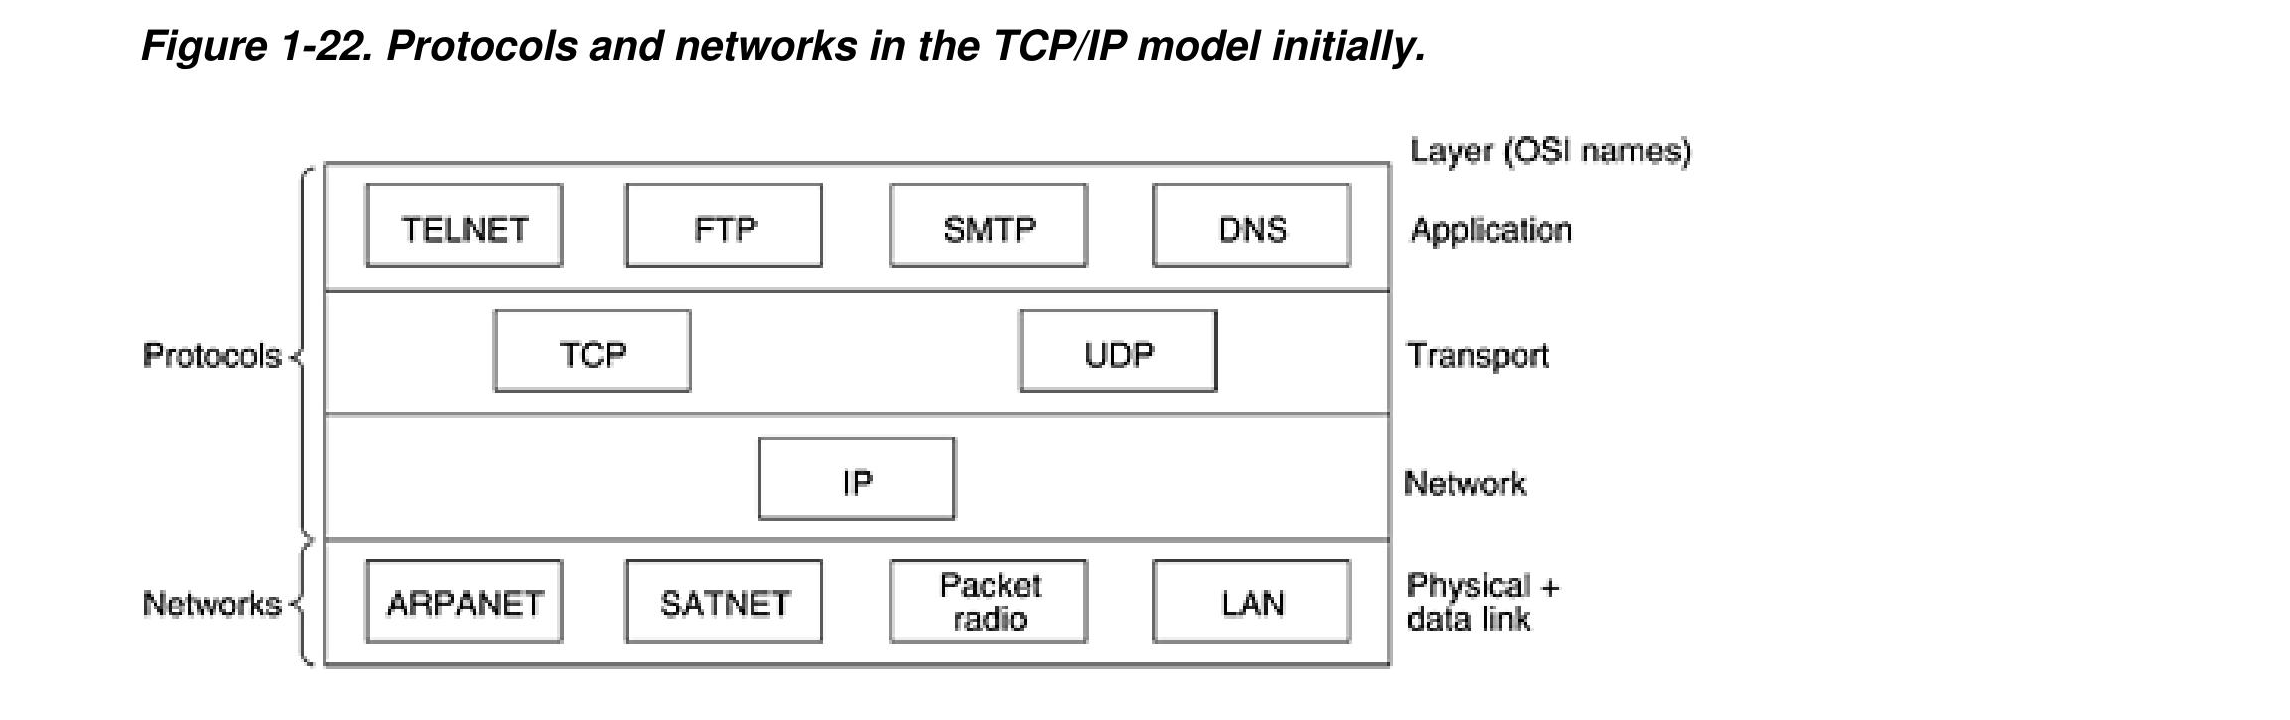 Figure 1-22. Protocols and networks in the TCP/IP model initially.
Layer (OSI names)
TELNET FTP SMTP DNS Application
Protocols TCP UDP Transport
IP Network
Networks ARPANET SATNET Packet radio LAN Physical + data link